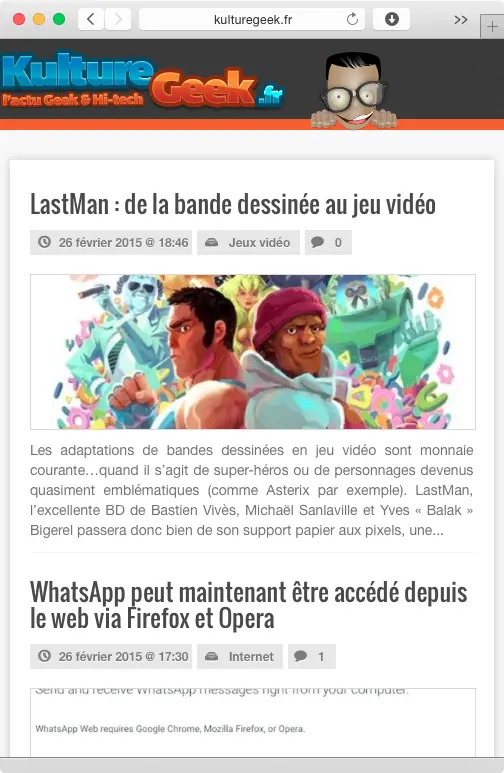 kulturegeek.fr
>>
+
Kulture
Geek.fr
l'actu Geek & Hi-tech
LastMan : de la bande dessinée au jeu vidéo
26 février 2015 @ 18:46 Jeux vidéo 0
Les adaptations de bandes dessinées en jeu vidéo sont monnaie
courante…quand il s'agit de super-héros ou de personnages devenus
quasiment emblématiques (comme Asterix par exemple). LastMan,
l'excellente BD de Bastien Vivès, Michaël Sanlaville et Yves « Balak »
Bigerel passera donc bien de son support papier aux pixels, une...
WhatsApp peut maintenant être accédé depuis
le web via Firefox et Opera
26 février 2015 @ 17:30 Internet 1
Send and receive WhatsApp messages right from your computer.
WhatsApp Web requires Google Chrome, Mozilla Firefox, or Opera.